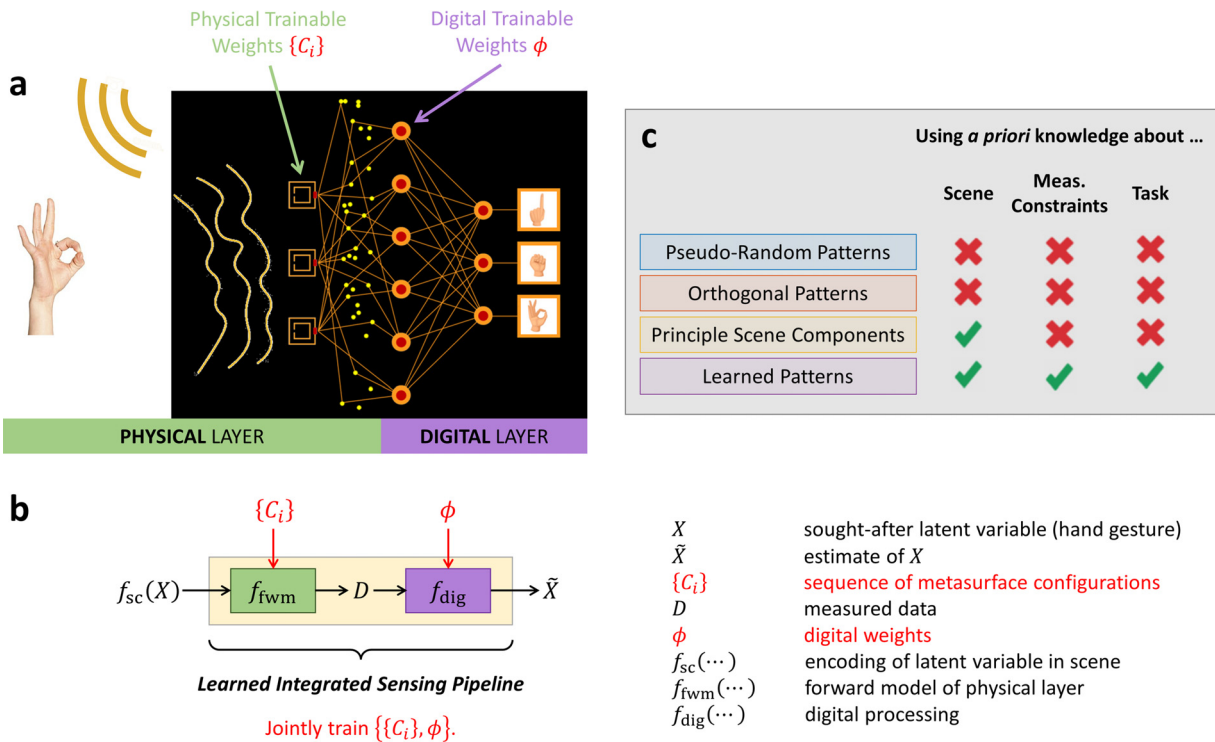 Physical Trainable
Weights {C_i}
Digital Trainable
Weights ϕ
a
PHYSICAL LAYER
DIGITAL LAYER
b
{C_i}
ϕ
f_sc(X)
f_fwm
D
f_dig
X̃
Learned Integrated Sensing Pipeline
Jointly train {{C_i}, ϕ}.
c
Using a priori knowledge about …
Scene
Meas.
Constraints
Task
Pseudo-Random Patterns
Orthogonal Patterns
Principle Scene Components
Learned Patterns
X sought-after latent variable (hand gesture)
X̃ estimate of X
{C_i} sequence of metasurface configurations
D measured data
ϕ digital weights
f_sc(⋯) encoding of latent variable in scene
f_fwm(⋯) forward model of physical layer
f_dig(⋯) digital processing